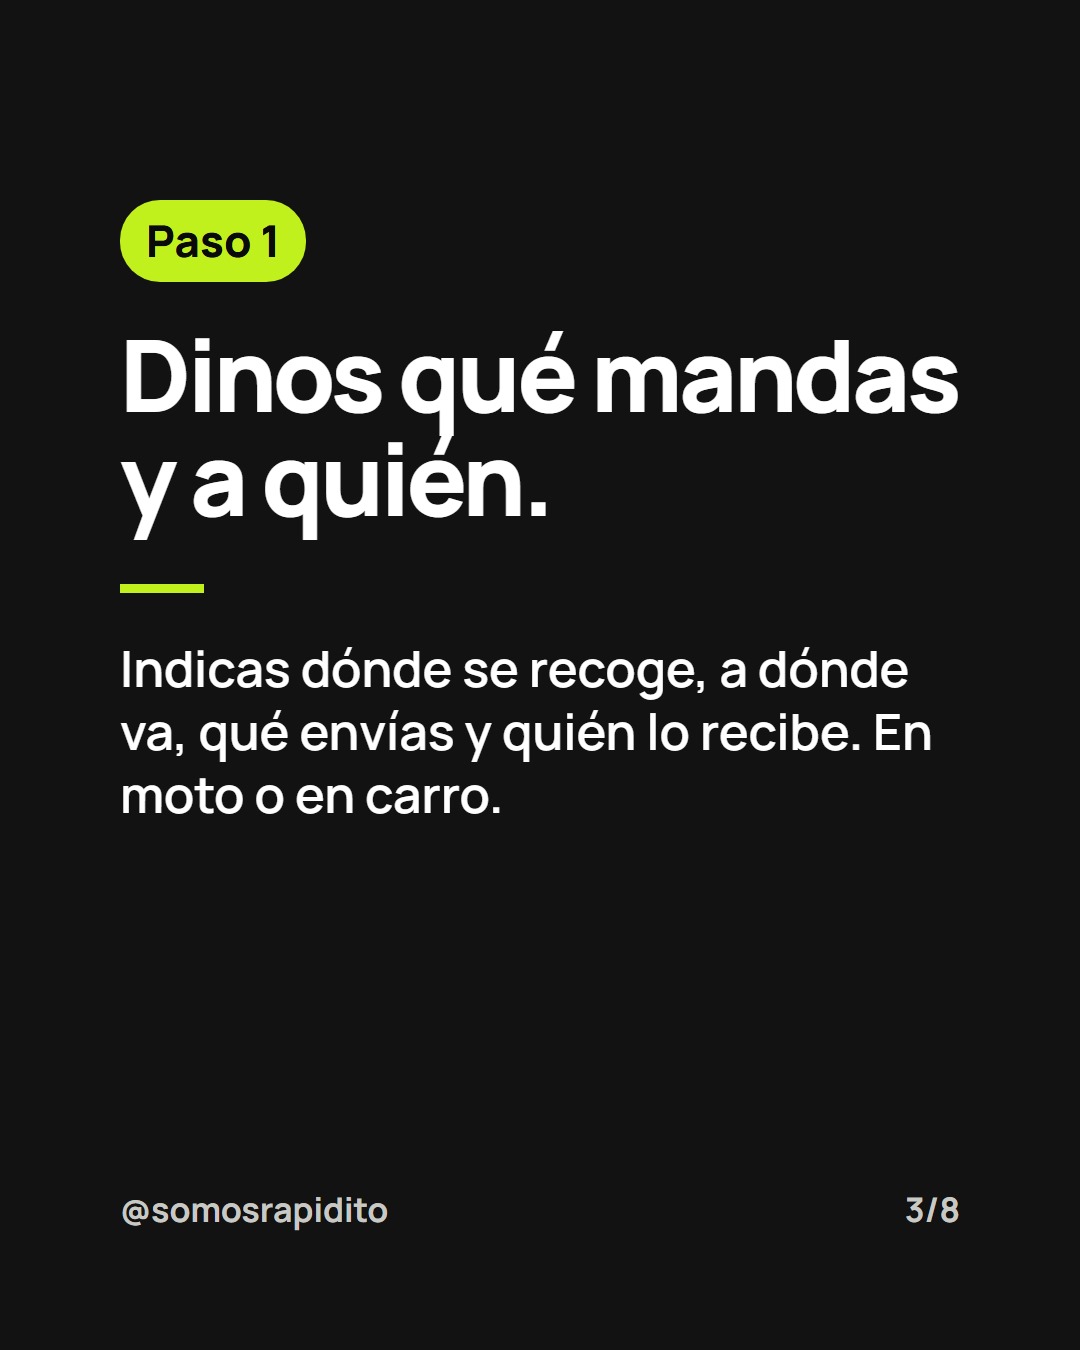 Paso 1
Dinos qué mandas
y a quién.
Indicas dónde se recoge, a dónde
va, qué envías y quién lo recibe. En
moto o en carro.
@somosrapidito
3/8